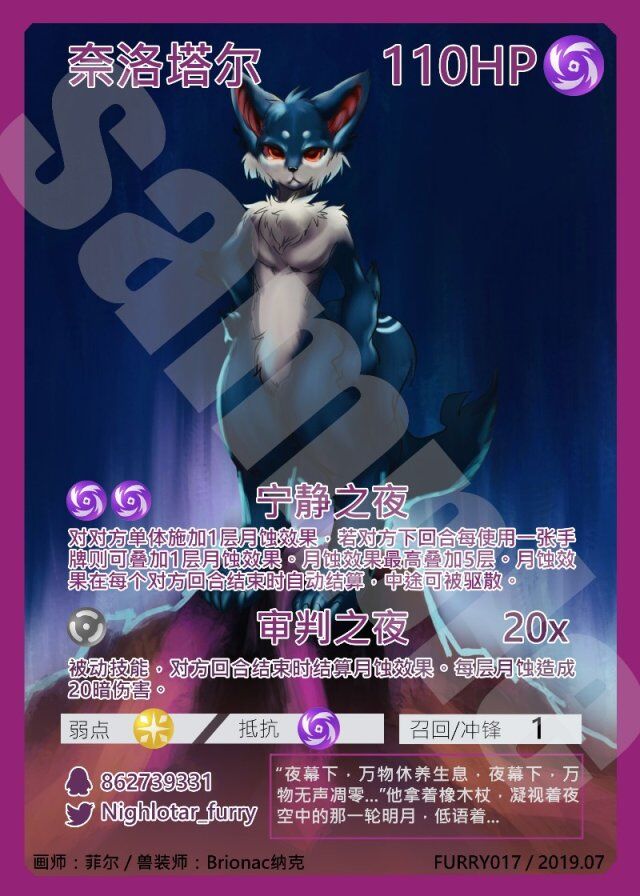 奈洛塔尔 110HP
宁静之夜
对对方单体施加1层月蚀效果，若对方下回合每使用一张手
牌则可叠加1层月蚀效果。月蚀效果最高叠加5层。月蚀效
果在每个对方回合结束时自动结算，中途可被驱散。
审判之夜 20x
被动技能，对方回合结束时结算月蚀效果。每层月蚀造成
20暗伤害。
弱点 抵抗 召回/冲锋 1
862739331
Nighlotar_furry
“夜幕下，万物休养生息，夜幕下，万
物无声凋零...”他拿着橡木杖，凝视着夜
空中的那一轮明月，低语着...
画师：菲尔 / 兽装师：Brionac纳克 FURRY017 / 2019.07
Sample